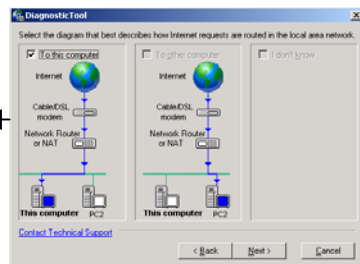 DiagnosticTool
Select the diagram that best describes how Internet requests are routed in the local area network.
To this computer
To other computer
I don't know
Internet
Internet
Cable/DSL
modem
Cable/DSL
modem
Network Router
or NAT
Network Router
or NAT
This computer PC2
This computer PC2
Contact Technical Support
< Back
Next >
Cancel